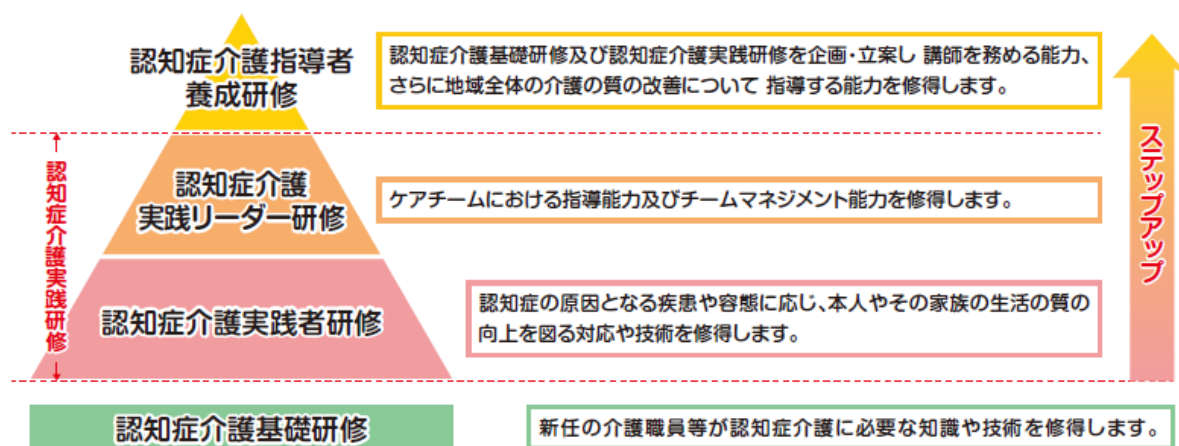 認知症介護指導者
養成研修
認知症介護基礎研修及び認知症介護実践研修を企画・立案し 講師を務める能力、
さらに地域全体の介護の質の改善について 指導する能力を修得します。
ステップアップ
↑認知症介護実践研修↓
認知症介護
実践リーダー研修
ケアチームにおける指導能力及びチームマネジメント能力を修得します。
認知症介護実践者研修
認知症の原因となる疾患や容態に応じ、本人やその家族の生活の質の
向上を図る対応や技術を修得します。
認知症介護基礎研修
新任の介護職員等が認知症介護に必要な知識や技術を修得します。